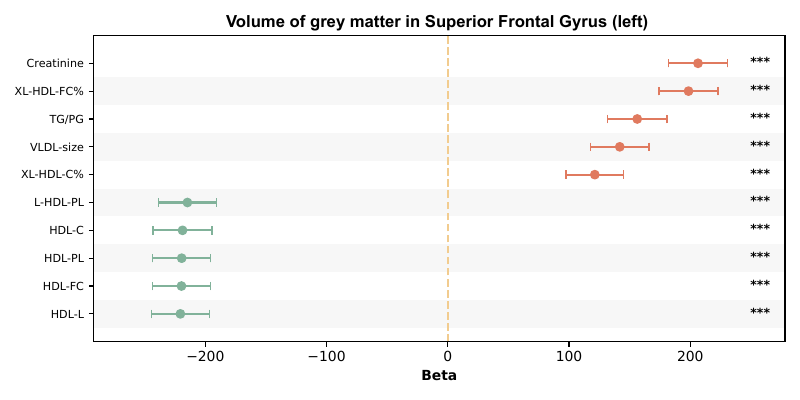 Volume of grey matter in Superior Frontal Gyrus (left)
Creatinine ***
XL-HDL-FC% ***
TG/PG ***
VLDL-size ***
XL-HDL-C% ***
L-HDL-PL ***
HDL-C ***
HDL-PL ***
HDL-FC ***
HDL-L ***
−200 −100 0 100 200
Beta